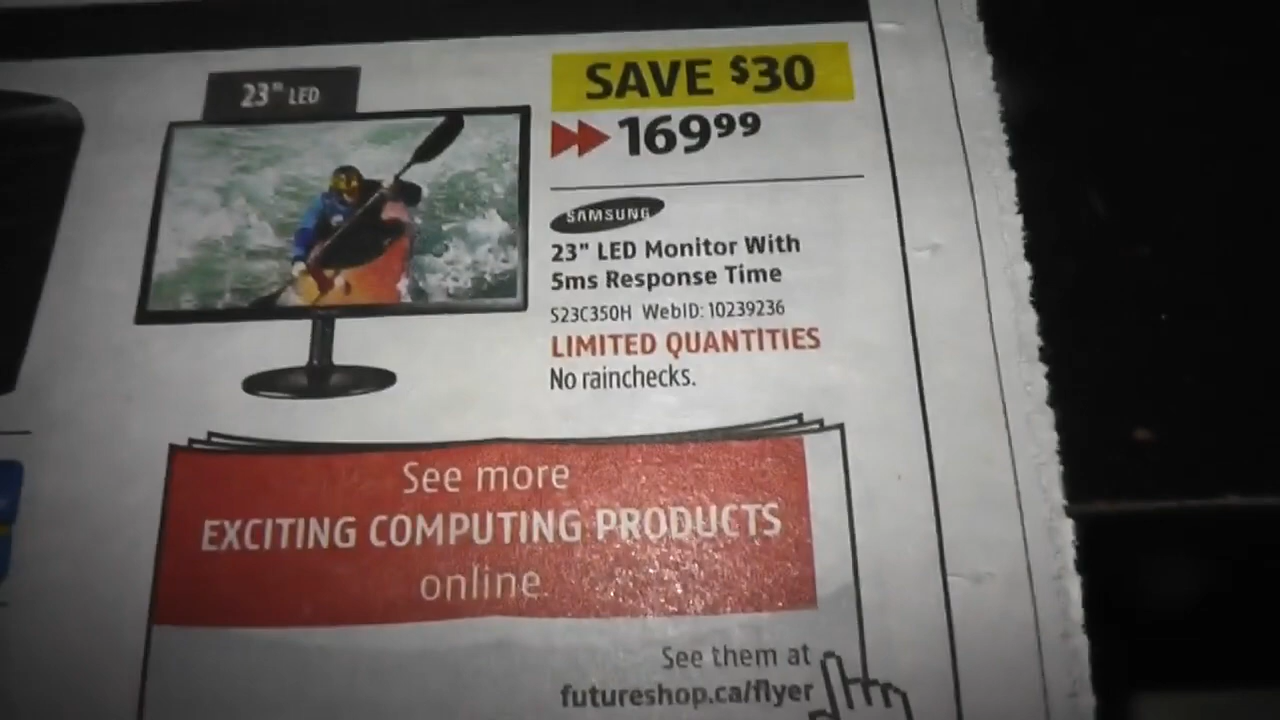 23" LED
SAVE $30
169.99
SAMSUNG
23" LED Monitor With
5ms Response Time
S23C350H WebID: 10239236
LIMITED QUANTITIES
No rainchecks.
See more
EXCITING COMPUTING PRODUCTS
online.
See them at
futureshop.ca/flyer